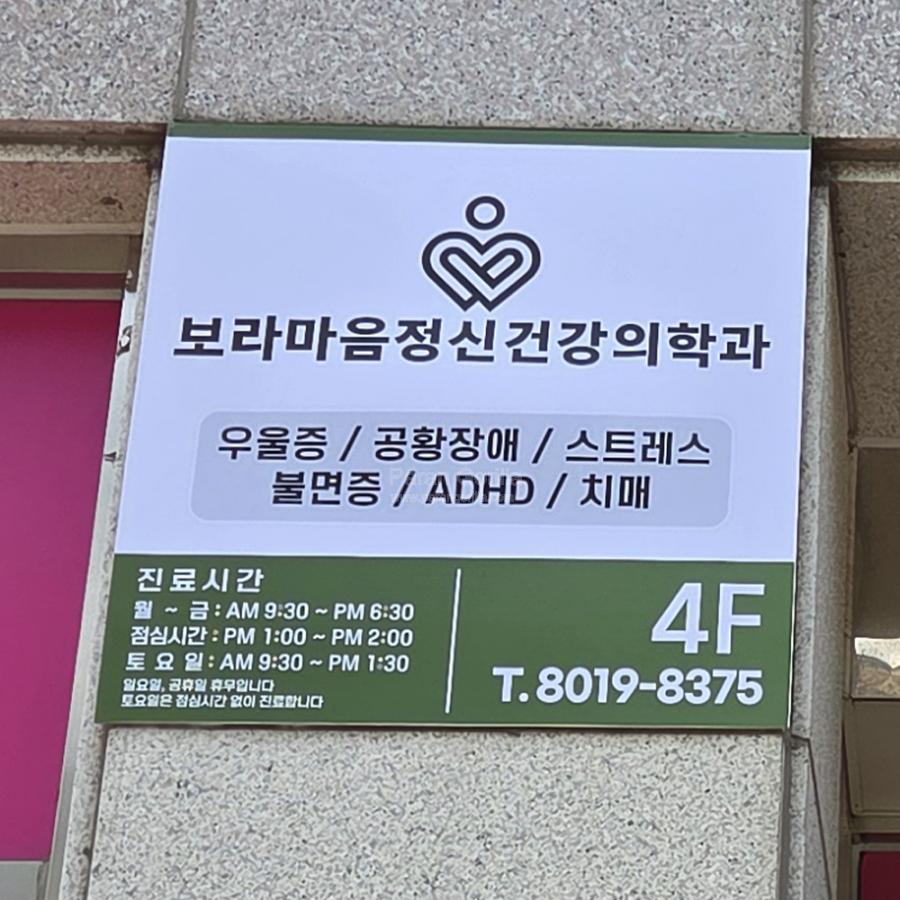 보라마음정신건강의학과
우울증 / 공황장애 / 스트레스
불면증 / ADHD / 치매
진료시간
월 ~ 금 : AM 9:30 ~ PM 6:30
점심시간 : PM 1:00 ~ PM 2:00
토 요 일 : AM 9:30 ~ PM 1:30
일요일, 공휴일 휴무입니다
토요일은 점심시간 없이 진료합니다
4F
T. 8019-8375